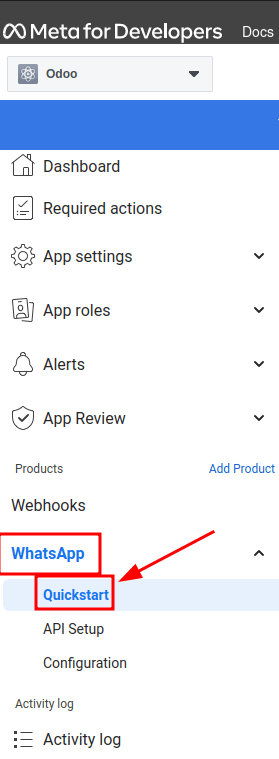 Meta for Developers Docs
Odoo
Dashboard
Required actions
App settings
App roles
Alerts
App Review
Products Add Product
Webhooks
WhatsApp
Quickstart
API Setup
Configuration
Activity log
Activity log